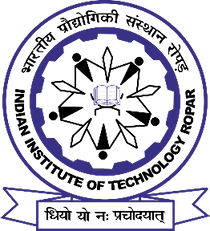 भारतीय प्रौद्योगिकी संस्थान रोपड़
INDIAN INSTITUTE OF TECHNOLOGY ROPAR
धियो यो नः प्रचोदयात्